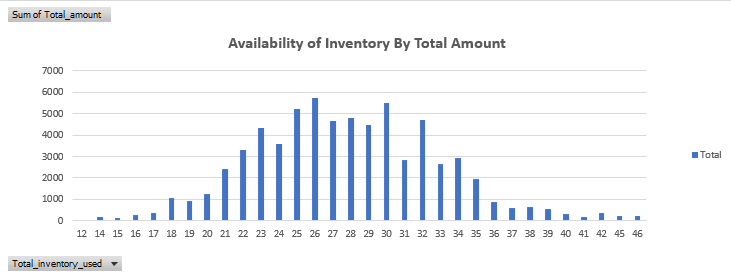 Sum of Total_amount
Availability of Inventory By Total Amount
7000
6000
5000
4000
3000
2000
1000
0
12 14 15 16 17 18 19 20 21 22 23 24 25 26 27 28 29 30 31 32 33 34 35 36 37 38 39 40 41 42 45 46
Total
Total_inventory_used